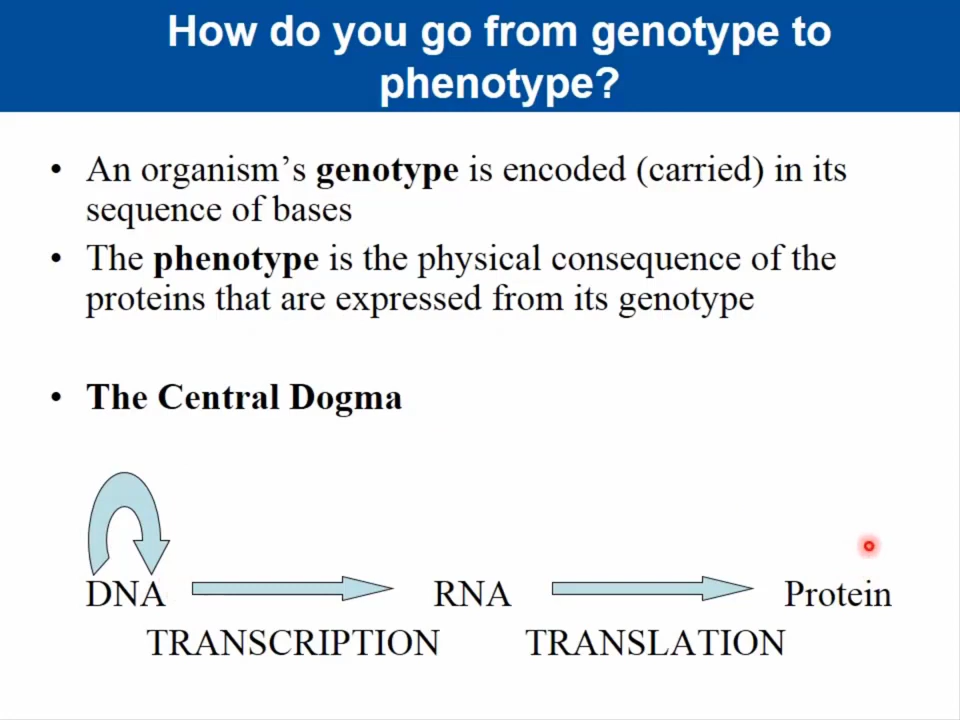 How do you go from genotype to
phenotype?
• An organism’s genotype is encoded (carried) in its
sequence of bases
• The phenotype is the physical consequence of the
proteins that are expressed from its genotype
• The Central Dogma
DNA RNA Protein
TRANSCRIPTION TRANSLATION